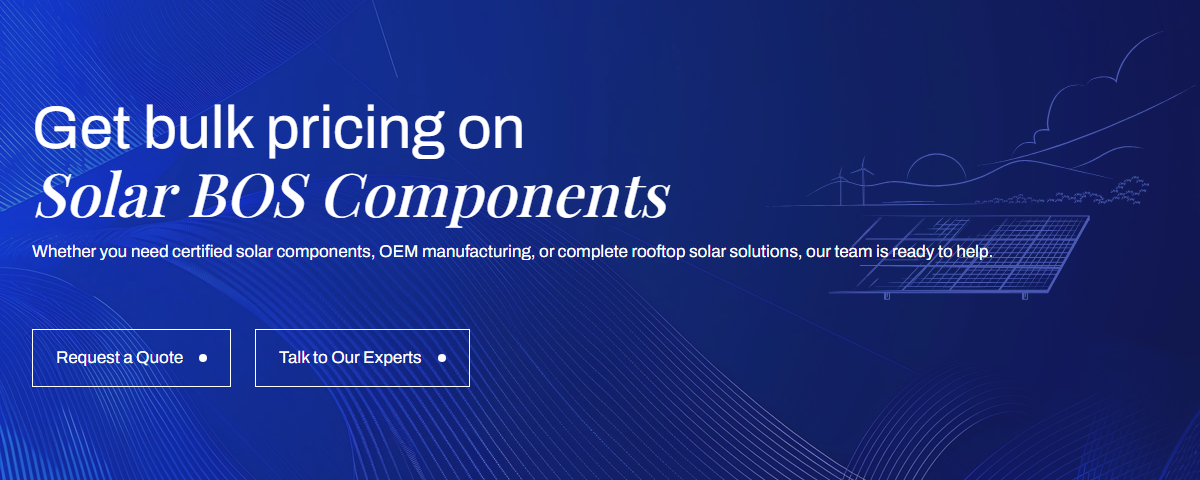 Get bulk pricing on
Solar BOS Components
Whether you need certified solar components, OEM manufacturing, or complete rooftop solar solutions, our team is ready to help.
Request a Quote
Talk to Our Experts